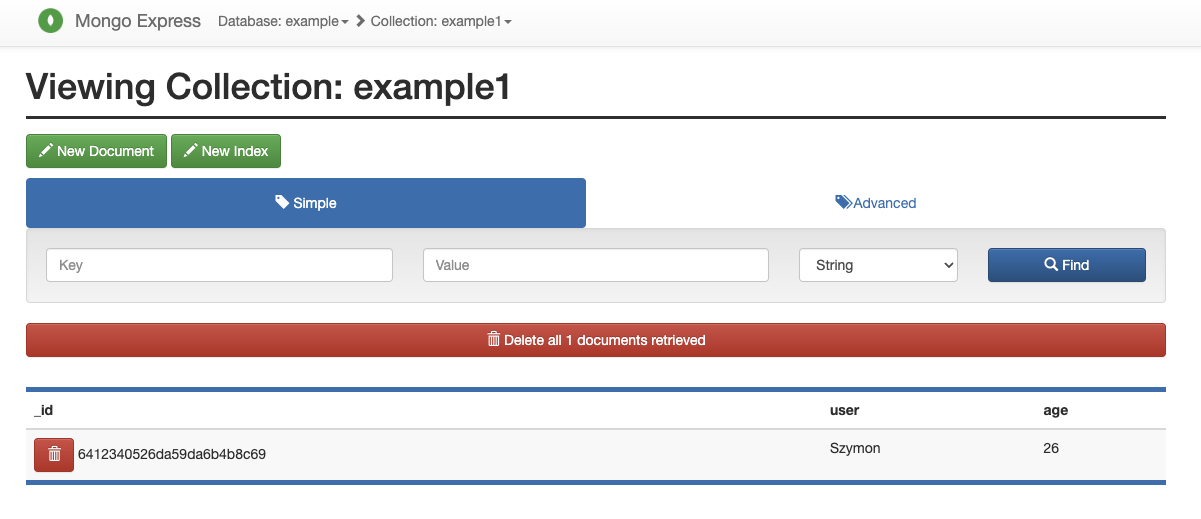 Mongo Express Database: example Collection: example1
Viewing Collection: example1
New Document New Index
Simple Advanced
Key Value String Find
Delete all 1 documents retrieved
_id user age
6412340526da59da6b4b8c69 Szymon 26